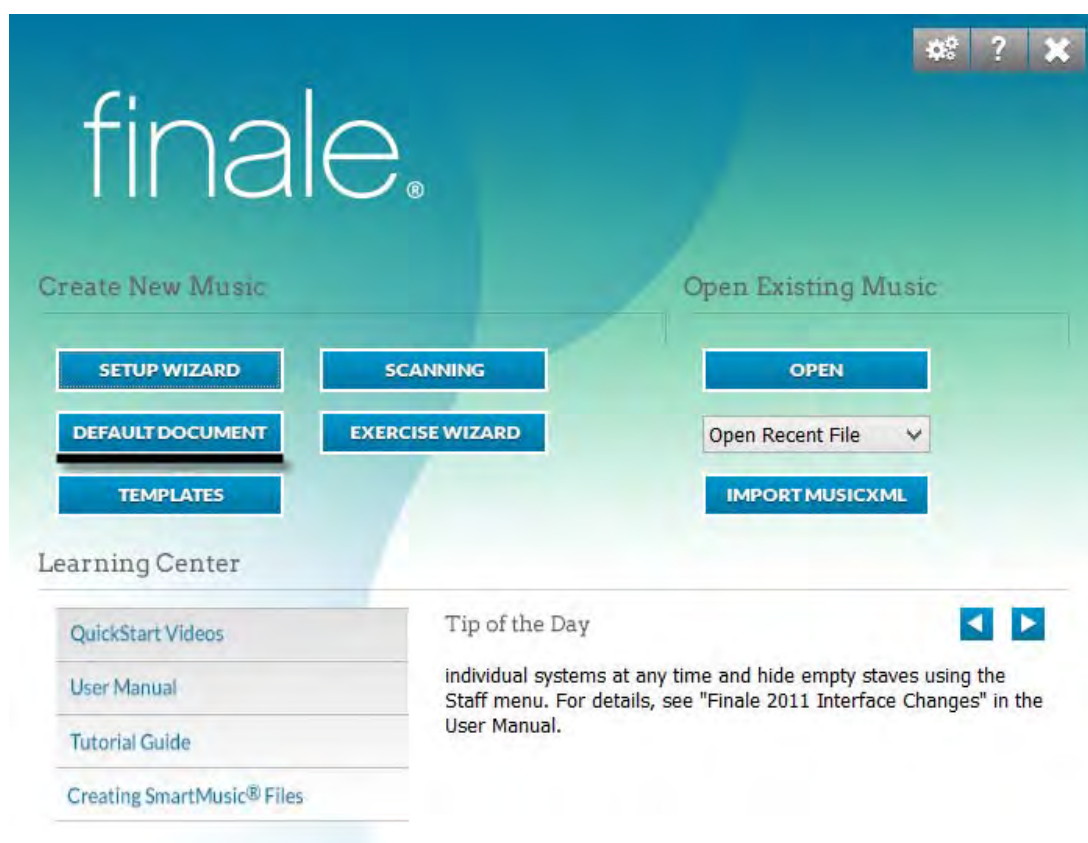 ?
finale®
Create New Music
Open Existing Music
SETUP WIZARD
SCANNING
OPEN
DEFAULT DOCUMENT
EXERCISE WIZARD
Open Recent File
TEMPLATES
IMPORT MUSICXML
Learning Center
QuickStart Videos
User Manual
Tutorial Guide
Creating SmartMusic® Files
Tip of the Day
individual systems at any time and hide empty staves using the
Staff menu. For details, see "Finale 2011 Interface Changes" in the
User Manual.